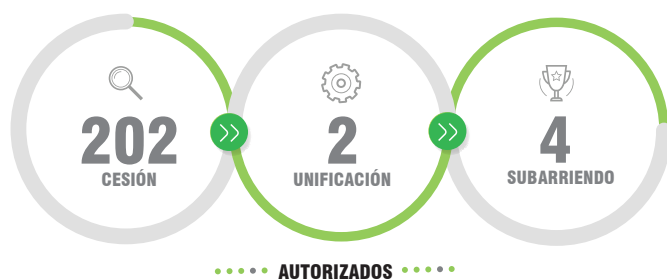 202
CESIÓN
2
UNIFICACIÓN
4
SUBARRIENDO
AUTORIZADOS